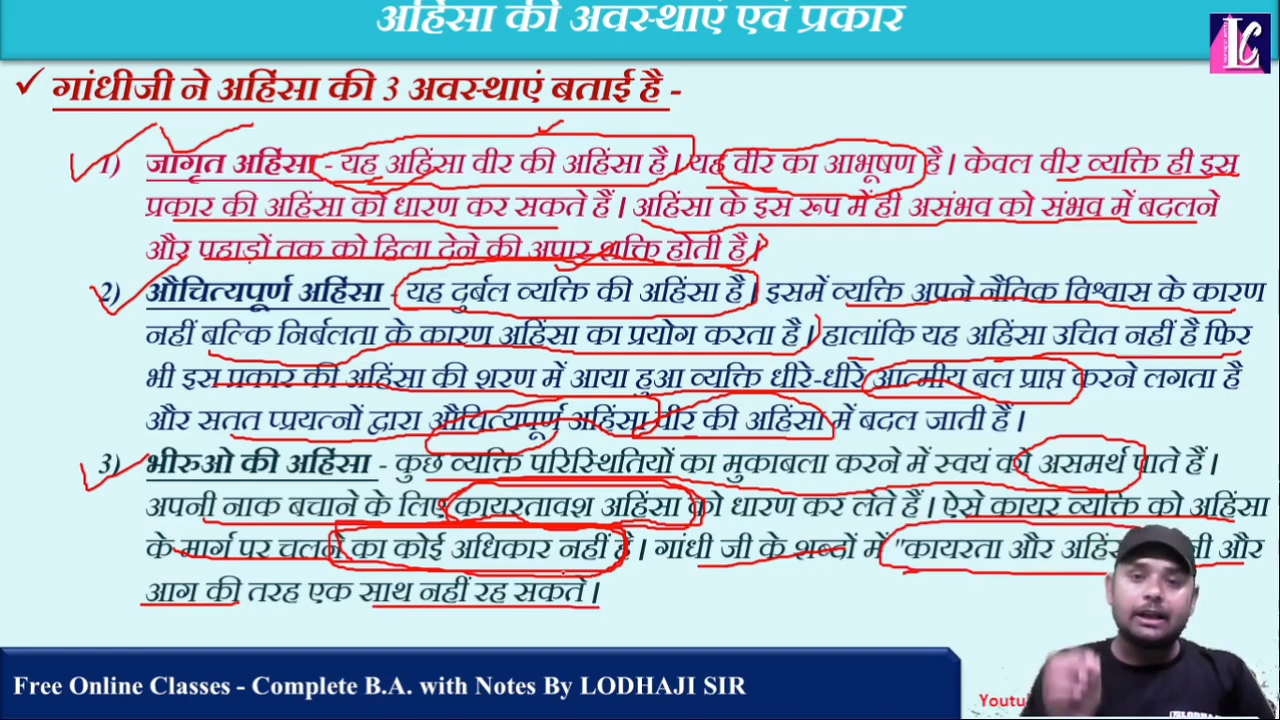 अहिंसा की अवस्थाएं एवं प्रकार
LC
✓ गांधीजी ने अहिंसा की 3 अवस्थाएं बताई है -
1) जागृत अहिंसा - यह अहिंसा वीर की अहिंसा है। यह वीर का आभूषण है। केवल वीर व्यक्ति ही इस
प्रकार की अहिंसा को धारण कर सकते हैं। अहिंसा के इस रूप में ही असंभव को संभव में बदलने
और पहाड़ों तक को हिला देने की अपार शक्ति होती है।
2) औचित्यपूर्ण अहिंसा - यह दुर्बल व्यक्ति की अहिंसा है। इसमें व्यक्ति अपने नैतिक विश्वास के कारण
नहीं बल्कि निर्बलता के कारण अहिंसा का प्रयोग करता है। हालांकि यह अहिंसा उचित नहीं है फिर
भी इस प्रकार की अहिंसा की शरण में आया हुआ व्यक्ति धीरे-धीरे आत्मीय बल प्राप्त करने लगता है
और सतत प्प्रयत्नों द्वारा औचित्यपूर्ण अहिंसा वीर की अहिंसा में बदल जाती हैं।
3) भीरुओ की अहिंसा - कुछ व्यक्ति परिस्थितियों का मुकाबला करने में स्वयं को असमर्थ पाते हैं।
अपनी नाक बचाने के लिए कायरतावश अहिंसा को धारण कर लेते हैं। ऐसे कायर व्यक्ति को अहिंसा
के मार्ग पर चलने का कोई अधिकार नहीं है। गांधी जी के शब्दों में "कायरता और और
आग की तरह एक साथ नहीं रह सकते।
Free Online Classes - Complete B.A. with Notes By LODHAJI SIR